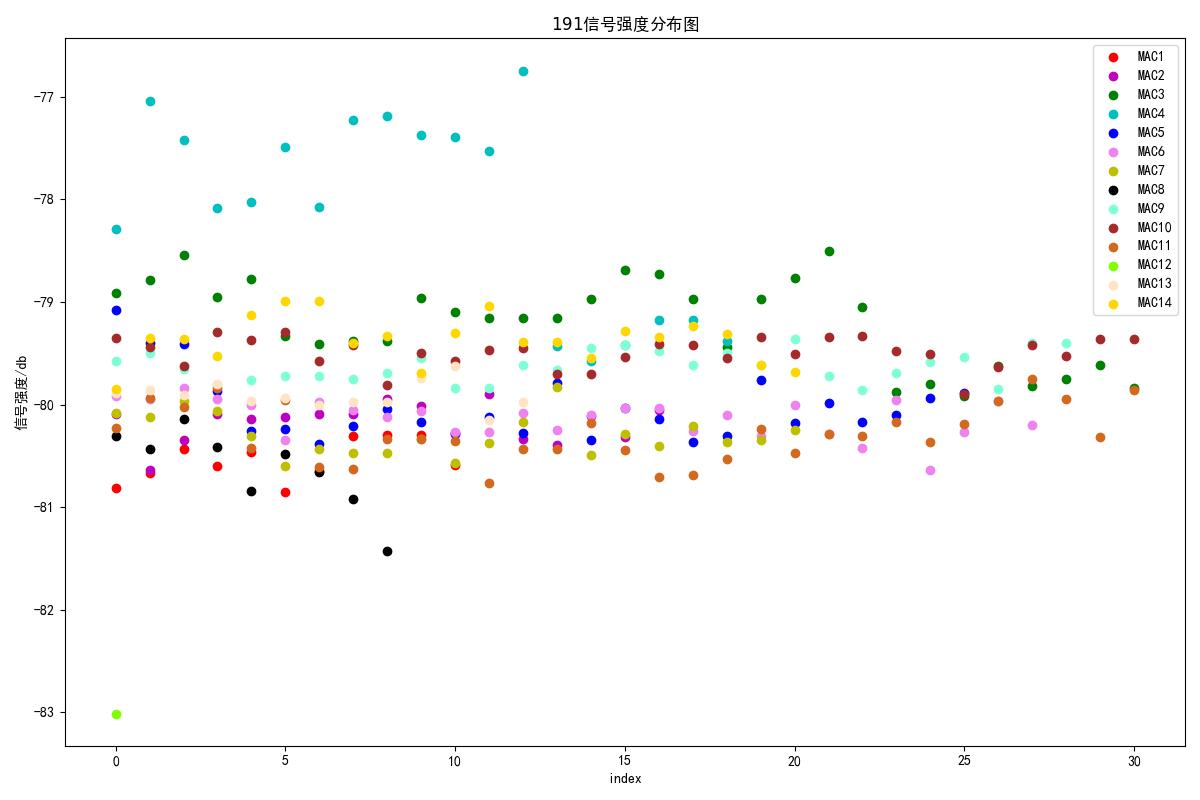 191信号强度分布图
信号强度/db
−77
−78
−79
−80
−81
−82
−83
0
5
10
15
20
25
30
index
MAC1
MAC2
MAC3
MAC4
MAC5
MAC6
MAC7
MAC8
MAC9
MAC10
MAC11
MAC12
MAC13
MAC14